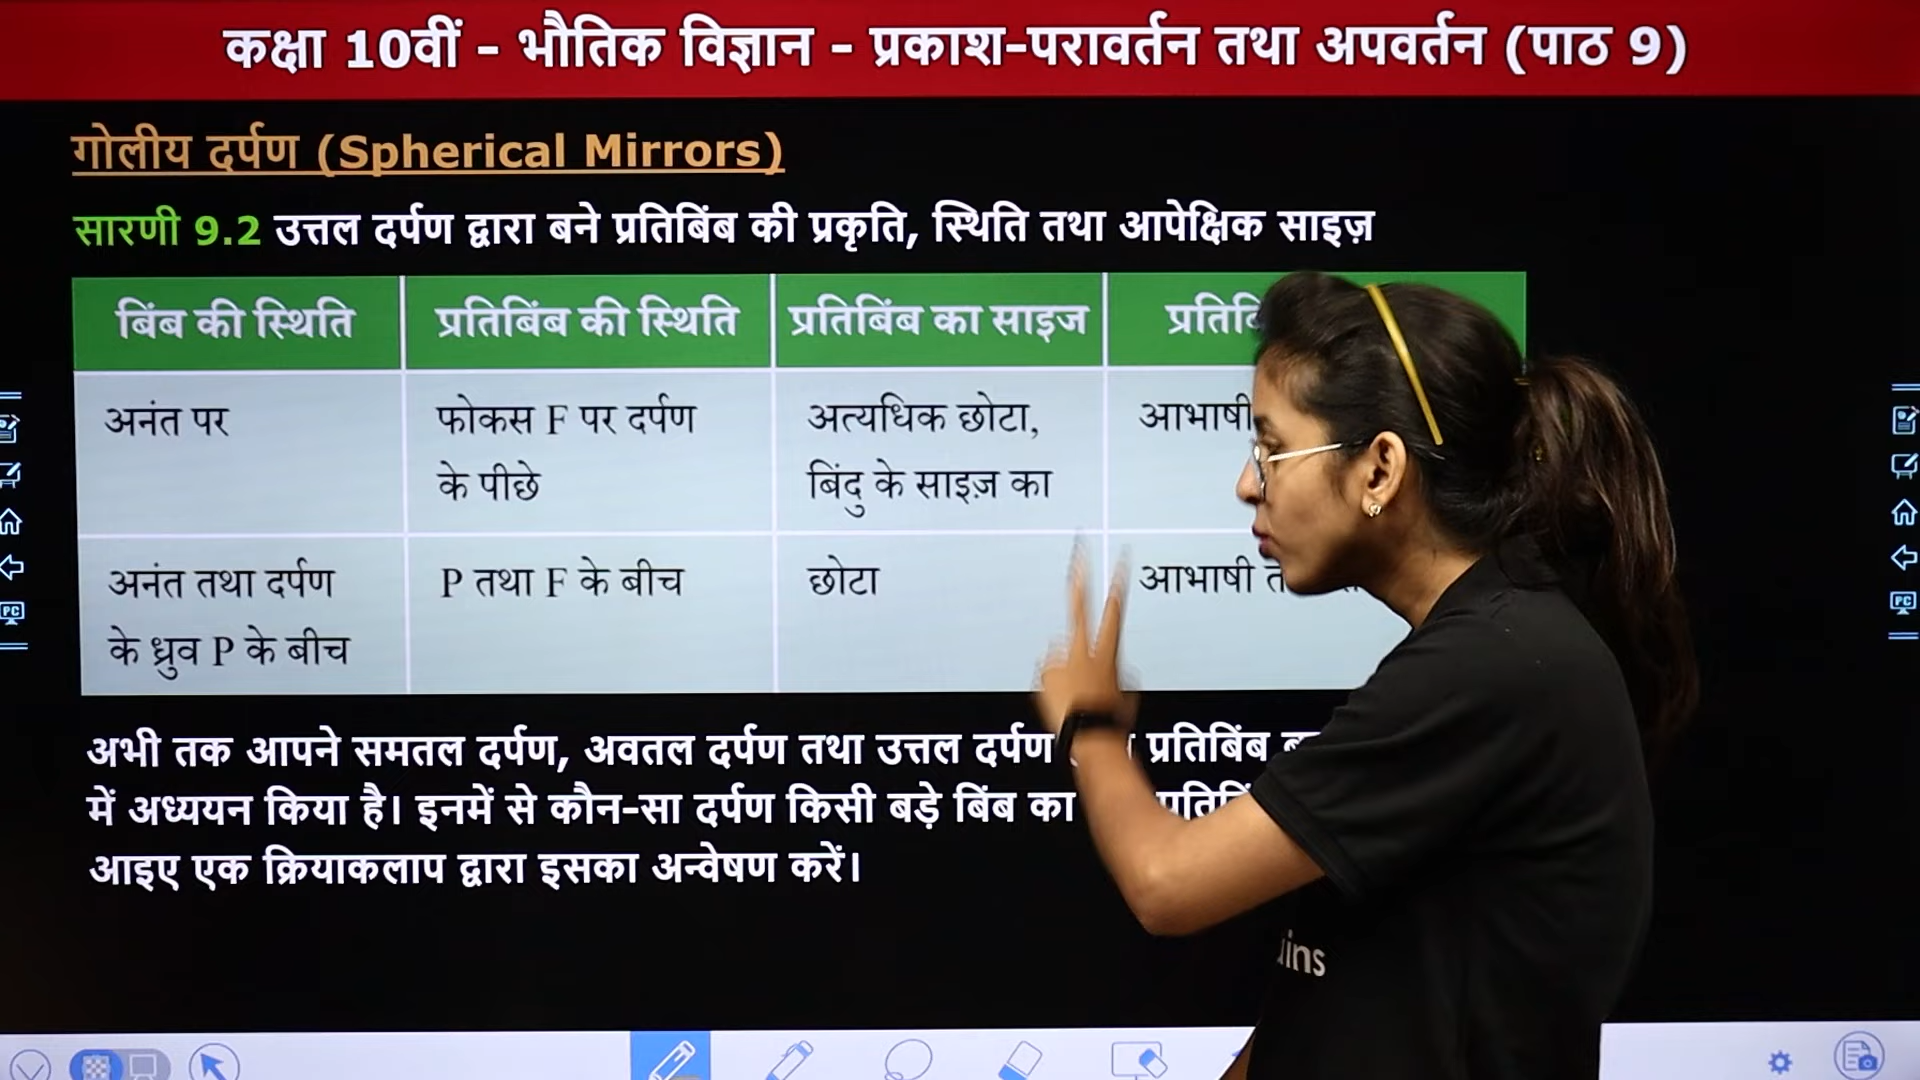 कक्षा 10वीं - भौतिक विज्ञान - प्रकाश-परावर्तन तथा अपवर्तन (पाठ 9)
गोलीय दर्पण (Spherical Mirrors)
सारणी 9.2 उत्तल दर्पण द्वारा बने प्रतिबिंब की प्रकृति, स्थिति तथा आपेक्षिक साइज़
बिंब की स्थिति
प्रतिबिंब की स्थिति
प्रतिबिंब का साइज
अनंत पर
फोकस F पर दर्पण
के पीछे
अत्यधिक छोटा,
बिंदु के साइज़ का
आभाषी
अनंत तथा दर्पण
के ध्रुव P के बीच
P तथा F के बीच
छोटा
आभाषी
अभी तक आपने समतल दर्पण, अवतल दर्पण तथा उत्तल दर्पण प्रतिबिंब
में अध्ययन किया है। इनमें से कौन-सा दर्पण किसी बड़े बिंब का
आइए एक क्रियाकलाप द्वारा इसका अन्वेषण करें।
PC
PC